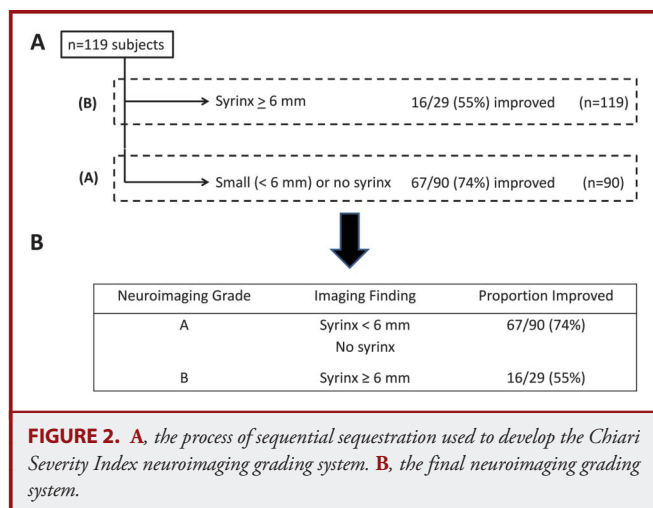 A
n=119 subjects
(B) Syrinx ≥ 6 mm 16/29 (55%) improved (n=119)
(A) Small (< 6 mm) or no syrinx 67/90 (74%) improved (n=90)
B
Neuroimaging Grade Imaging Finding Proportion Improved
A Syrinx < 6 mm 67/90 (74%)
No syrinx
B Syrinx ≥ 6 mm 16/29 (55%)
FIGURE 2. A, the process of sequential sequestration used to develop the Chiari
Severity Index neuroimaging grading system. B, the final neuroimaging grading
system.